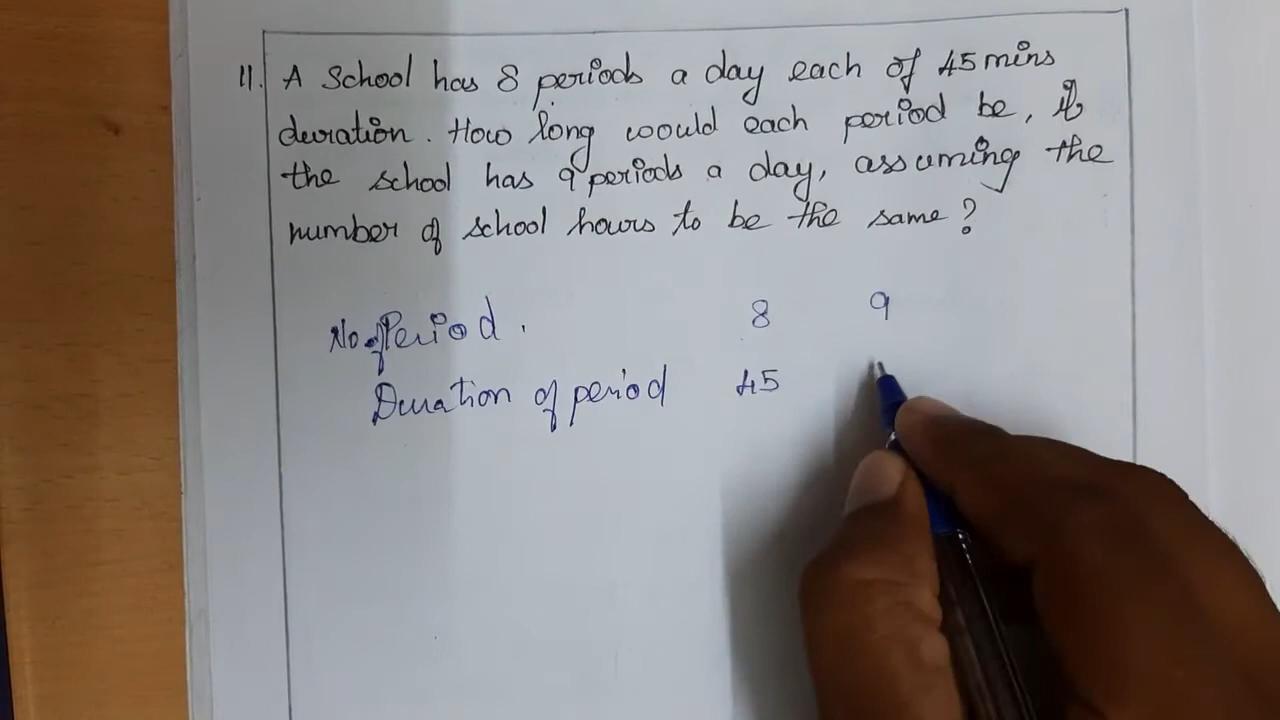 11. A School has 8 periods a day each of 45 mins
duration. How long would each period be, if
the school has 9 periods a day, assuming the
number of school hours to be the same?
No. of Period. 8 9
Duration of period 45